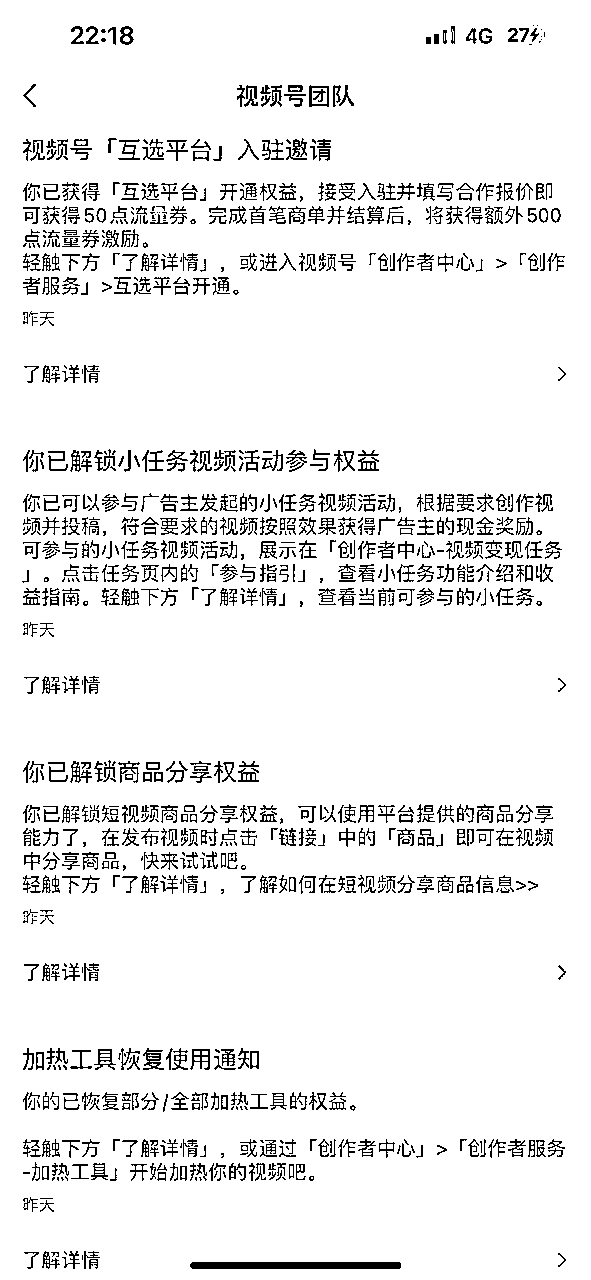 22:18
4G 27
视频号团队
视频号「互选平台」入驻邀请
你已获得「互选平台」开通权益，接受入驻并填写合作报价即
可获得50点流量券。完成首笔商单并结算后，将获得额外500
点流量券激励。
轻触下方「了解详情」，或进入视频号「创作者中心」>「创作
者服务」>互选平台开通。
昨天
了解详情
你已解锁小任务视频活动参与权益
你已可以参与广告主发起的小任务视频活动，根据要求创作视
频并投稿，符合要求的视频按照效果获得广告主的现金奖励。
可参与的小任务视频活动，展示在「创作者中心-视频变现任务
」。点击任务页内的「参与指引」，查看小任务功能介绍和收
益指南。轻触下方「了解详情」，查看当前可参与的小任务。
昨天
了解详情
你已解锁商品分享权益
你已解锁短视频商品分享权益，可以使用平台提供的商品分享
能力了，在发布视频时点击「链接」中的「商品」即可在视频
中分享商品，快来试试吧。
轻触下方「了解详情」，了解如何在短视频分享商品信息>>
昨天
了解详情
加热工具恢复使用通知
你的已恢复部分/全部加热工具的权益。
轻触下方「了解详情」，或通过「创作者中心」>「创作者服务
-加热工具」开始加热你的视频吧。
昨天
了解详情